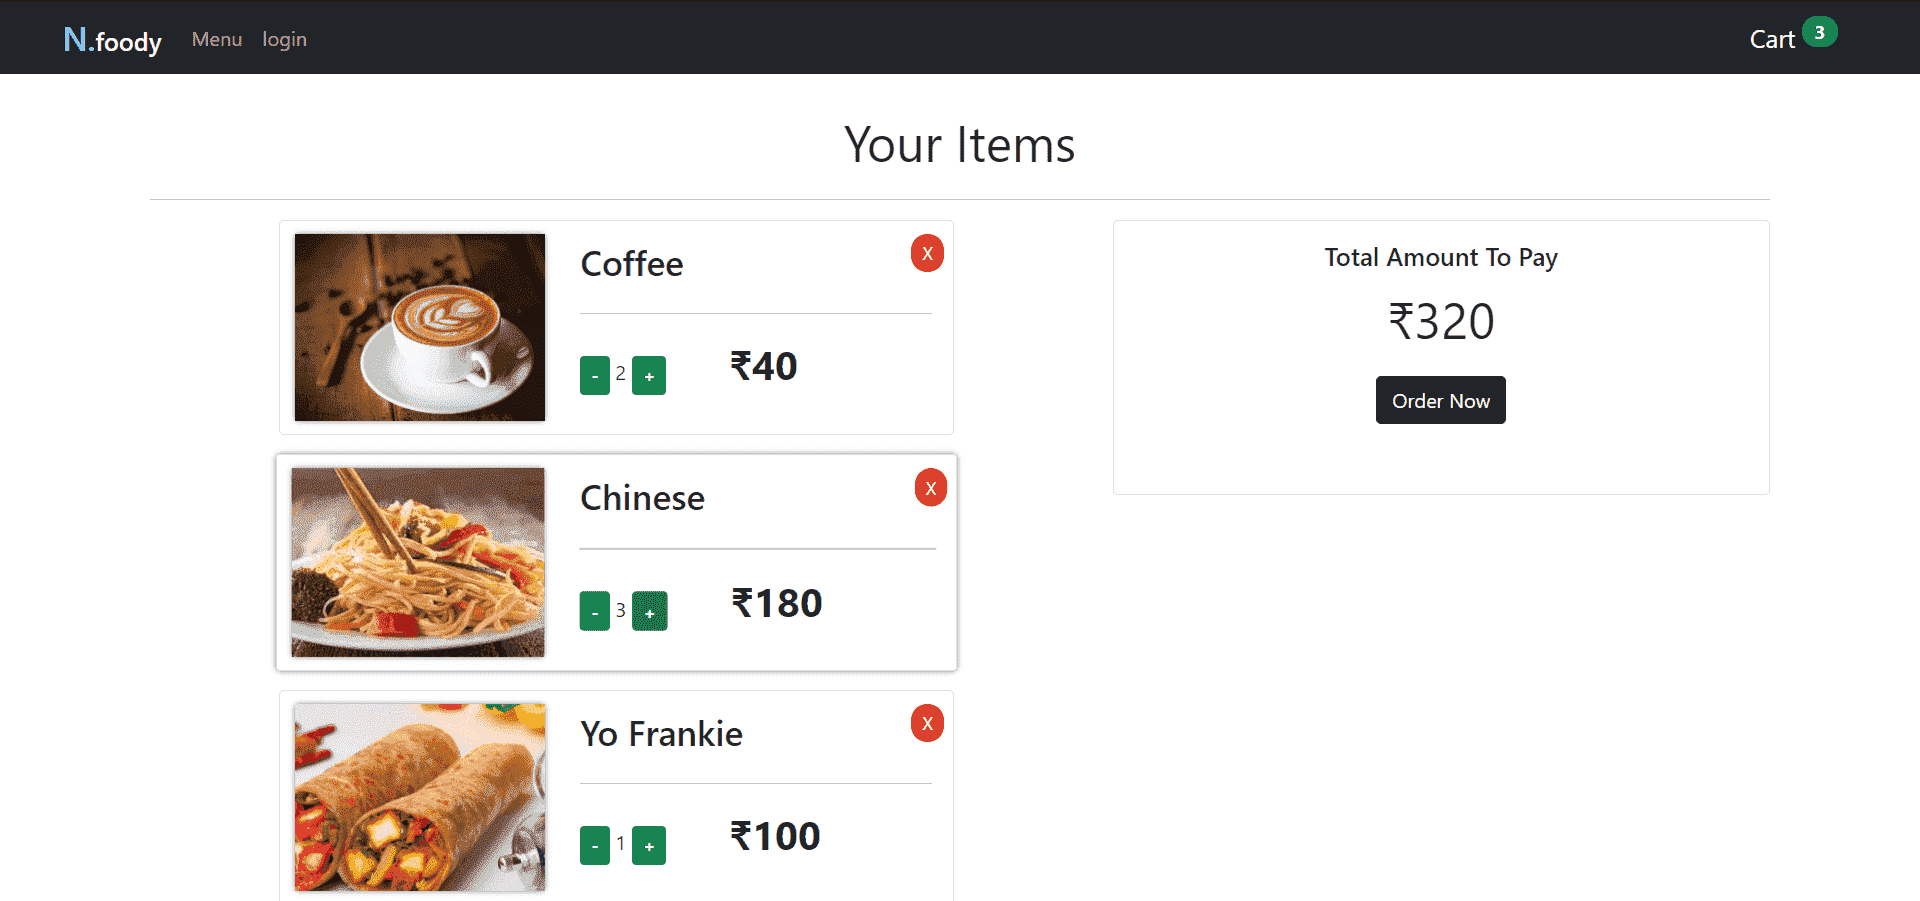 N.foody Menu login Cart 3
Your Items
Coffee X
- 2 + ₹40
Chinese X
- 3 + ₹180
Yo Frankie X
- 1 + ₹100
Total Amount To Pay
₹320
Order Now